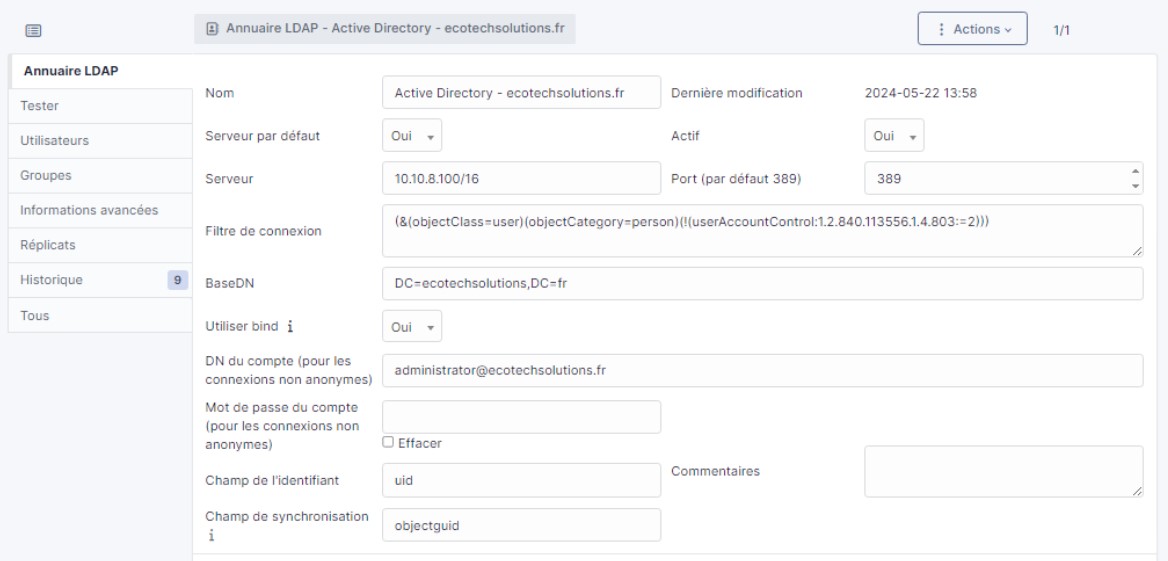 Annuaire LDAP - Active Directory - ecotechsolutions.fr
Actions
1/1
Annuaire LDAP
Tester
Utilisateurs
Groupes
Informations avancées
Réplicats
Historique 9
Tous
Nom
Active Directory - ecotechsolutions.fr
Dernière modification
2024-05-22 13:58
Serveur par défaut
Oui
Actif
Oui
Serveur
10.10.8.100/16
Port (par défaut 389)
389
Filtre de connexion
(&(objectClass=user)(objectCategory=person)(!(userAccountControl:1.2.840.113556.1.4.803:=2)))
BaseDN
DC=ecotechsolutions,DC=fr
Utiliser bind i
Oui
DN du compte (pour les
connexions non anonymes)
administrator@ecotechsolutions.fr
Mot de passe du compte
(pour les connexions non
anonymes)
Effacer
Champ de l'identifiant
uid
Commentaires
Champ de synchronisation
i
objectguid